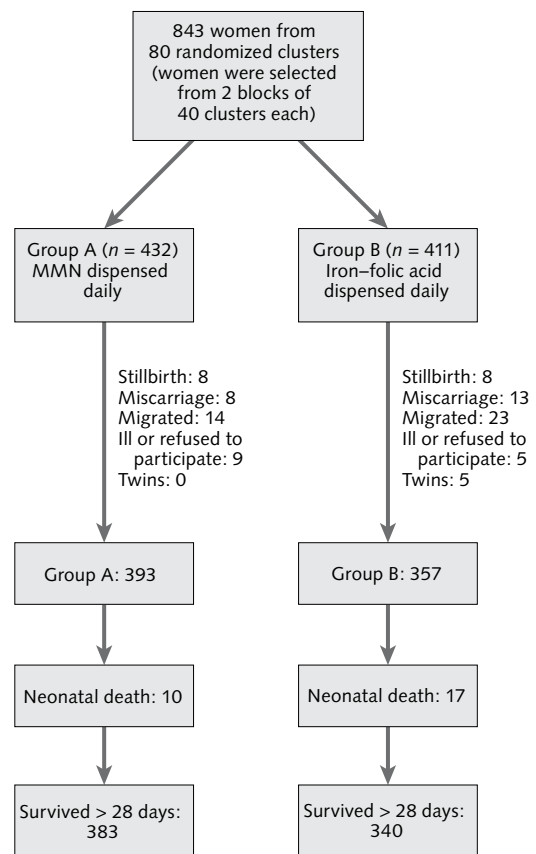 843 women from
80 randomized clusters
(women were selected
from 2 blocks of
40 clusters each)
Group A (n = 432)
MMN dispensed
daily
Group B (n = 411)
Iron–folic acid
dispensed daily
Stillbirth: 8
Miscarriage: 8
Migrated: 14
Ill or refused to
participate: 9
Twins: 0
Stillbirth: 8
Miscarriage: 13
Migrated: 23
Ill or refused to
participate: 5
Twins: 5
Group A: 393
Group B: 357
Neonatal death: 10
Neonatal death: 17
Survived > 28 days:
383
Survived > 28 days:
340